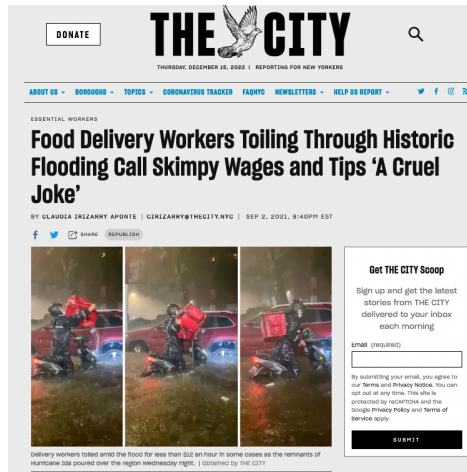 DONATE
THE CITY
THURSDAY, DECEMBER 15, 2022 | REPORTING FOR NEW YORKERS
ABOUT US BOROUGHS TOPICS CORONAVIRUS TRACKER FAQNYC NEWSLETTERS HELP US REPORT
ESSENTIAL WORKERS
Food Delivery Workers Toiling Through Historic
Flooding Call Skimpy Wages and Tips ‘A Cruel
Joke’
BY CLAUDIA IRIZARRY APONTE | CIRIZARRY@THECITY.NYC | SEP 2, 2021, 9:40PM EST
SHARE REPUBLISH
Delivery workers toiled amid the flood for less than $12 an hour in some cases as the remnants of
Hurricane Ida poured over the region Wednesday night. | Obtained by THE CITY
Get THE CITY Scoop
Sign up and get the latest
stories from THE CITY
delivered to your inbox
each morning
Email (required)
By submitting your email, you agree to
our Terms and Privacy Notice. You can
opt out at any time. This site is
protected by reCAPTCHA and the
Google Privacy Policy and Terms of
Service apply.
SUBMIT